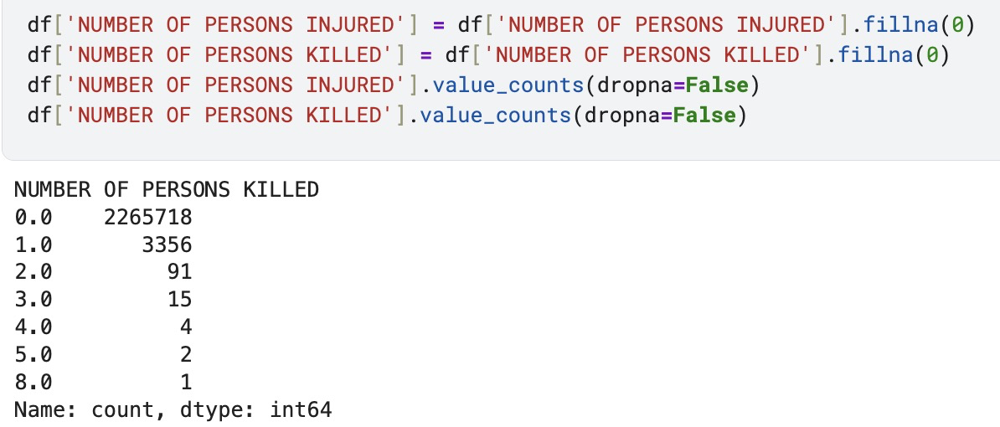 df['NUMBER OF PERSONS INJURED'] = df['NUMBER OF PERSONS INJURED'].fillna(0)
df['NUMBER OF PERSONS KILLED'] = df['NUMBER OF PERSONS KILLED'].fillna(0)
df['NUMBER OF PERSONS INJURED'].value_counts(dropna=False)
df['NUMBER OF PERSONS KILLED'].value_counts(dropna=False)
NUMBER OF PERSONS KILLED
0.0    2265718
1.0       3356
2.0         91
3.0         15
4.0          4
5.0          2
8.0          1
Name: count, dtype: int64